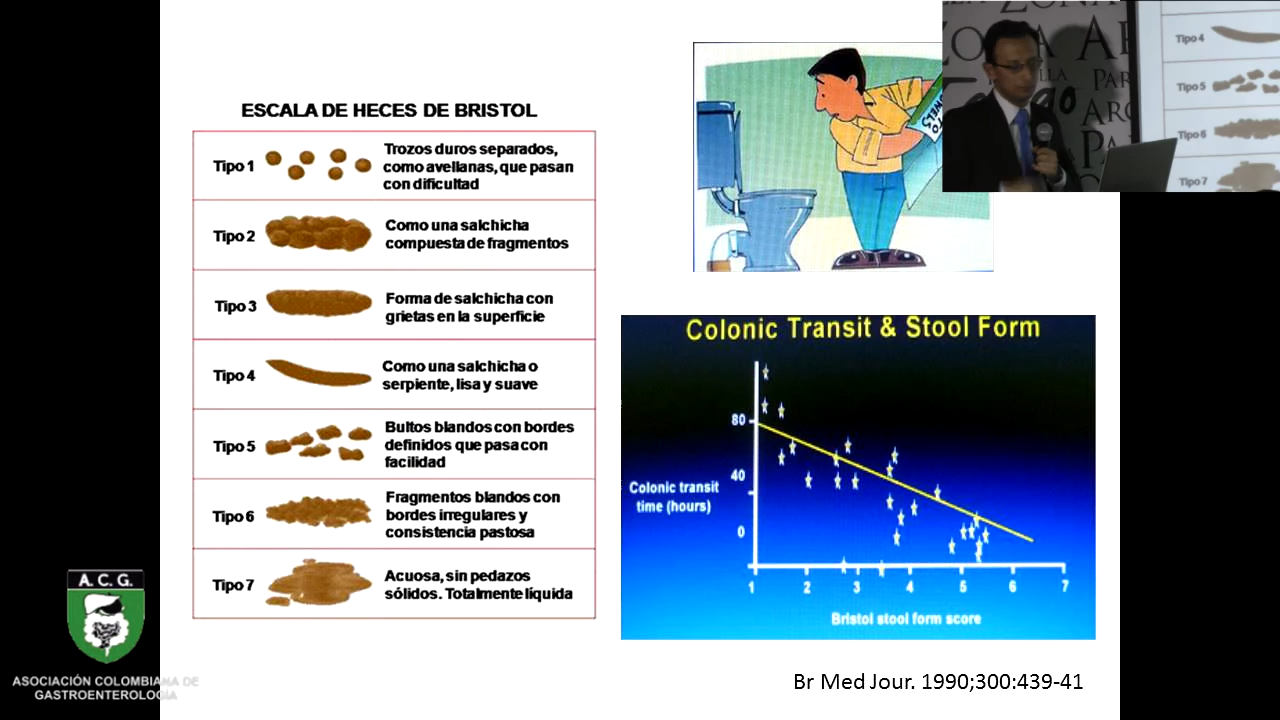 ESCALA DE HECES DE BRISTOL
Tipo 1
Trozos duros separados,
como avellanas, que pasan
con dificultad
Tipo 2
Como una salchicha
compuesta de fragmentos
Tipo 3
Forma de salchicha con
grietas en la superficie
Tipo 4
Como una salchicha o
serpiente, lisa y suave
Tipo 5
Bultos blandos con bordes
definidos que pasa con
facilidad
Tipo 6
Fragmentos blandos con
bordes irregulares y
consistencia pastosa
Tipo 7
Acuosa, sin pedazos
sólidos. Totalmente líquida
Tipo 4
Tipo 5
Tipo 6
Tipo 7
Colonic Transit & Stool Form
80
40
Colonic transit
time (hours)
0
1 2 3 4 5 6 7
Bristol stool form score
Br Med Jour. 1990;300:439-41
A. C. G.
ASOCIACIÓN COLOMBIANA DE
GASTROENTEROLOGÍA